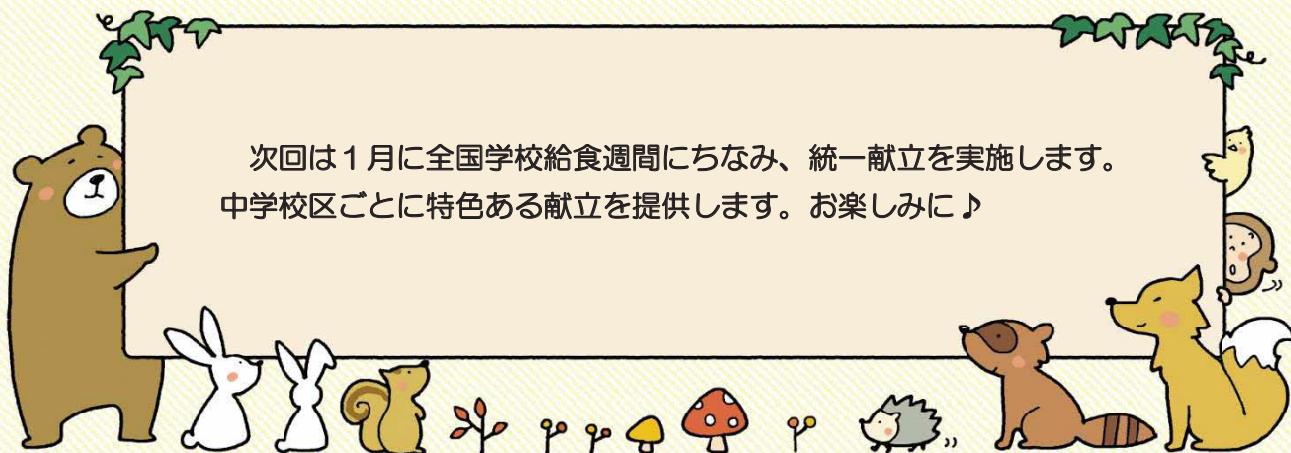 次回は１月に全国学校給食週間にちなみ、統一献立を実施します。
中学校区ごとに特色ある献立を提供します。お楽しみに♪